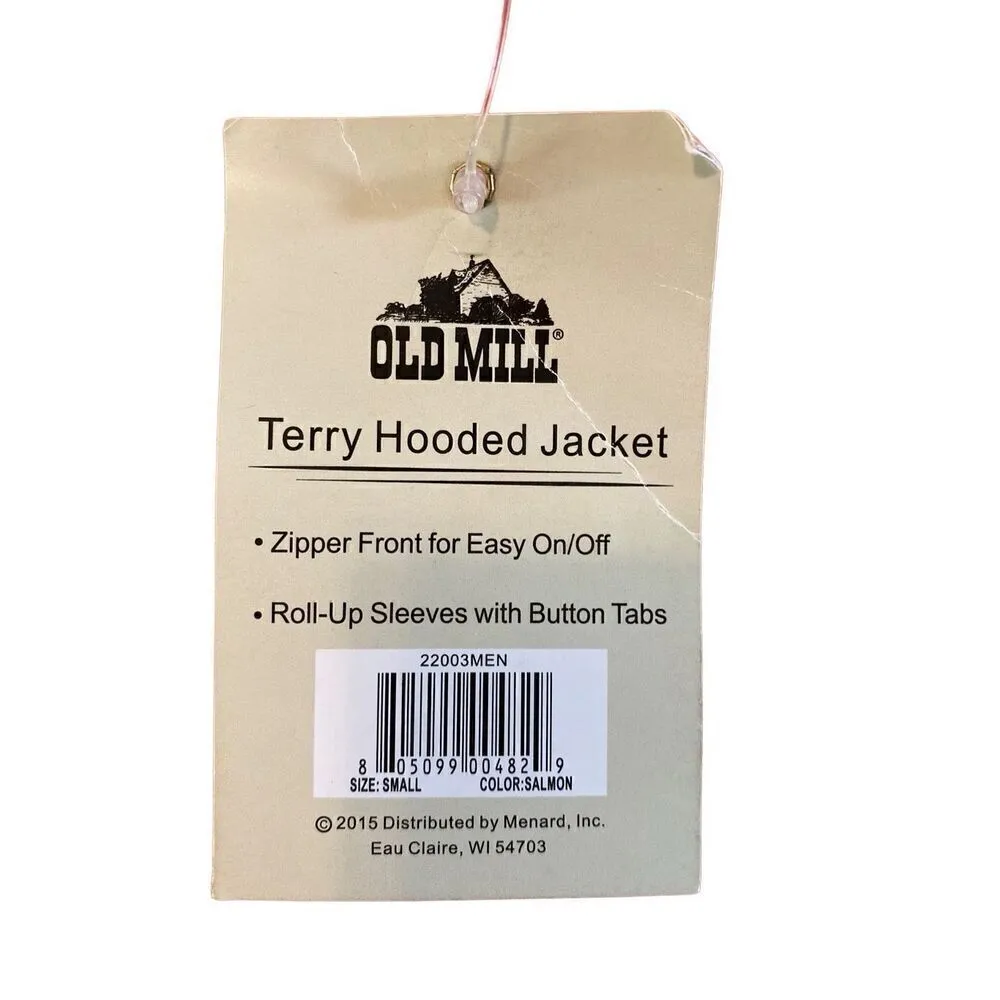 OLD MILL®
Terry Hooded Jacket
• Zipper Front for Easy On/Off
• Roll-Up Sleeves with Button Tabs
22003MEN
8 05099 00482 9
SIZE: SMALL COLOR:SALMON
© 2015 Distributed by Menard, Inc.
Eau Claire, WI 54703